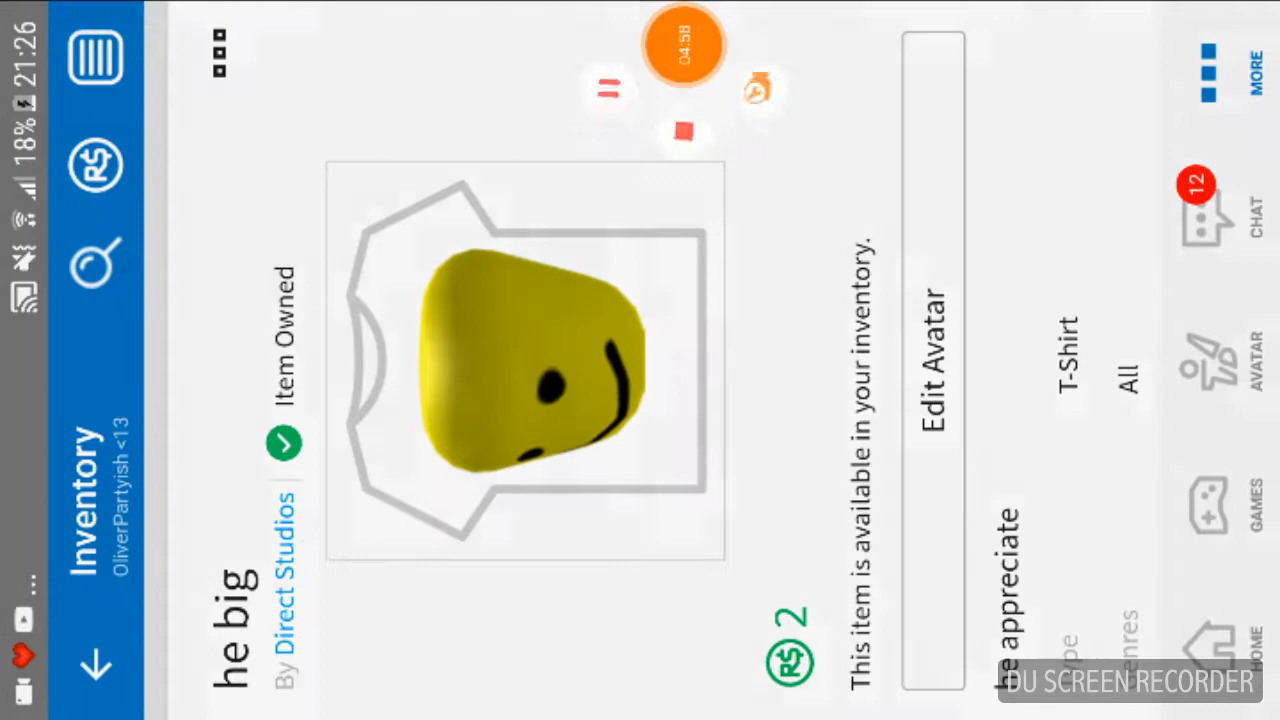 18% 21:26
Inventory
OliverPartyish <13
R$
he big
By Direct Studios
Item Owned
04:58
R$ 2
This item is available in your inventory.
Edit Avatar
he appreciate
Type T-Shirt
Genres All
12
HOME GAMES AVATAR CHAT MORE
DU SCREEN RECORDER